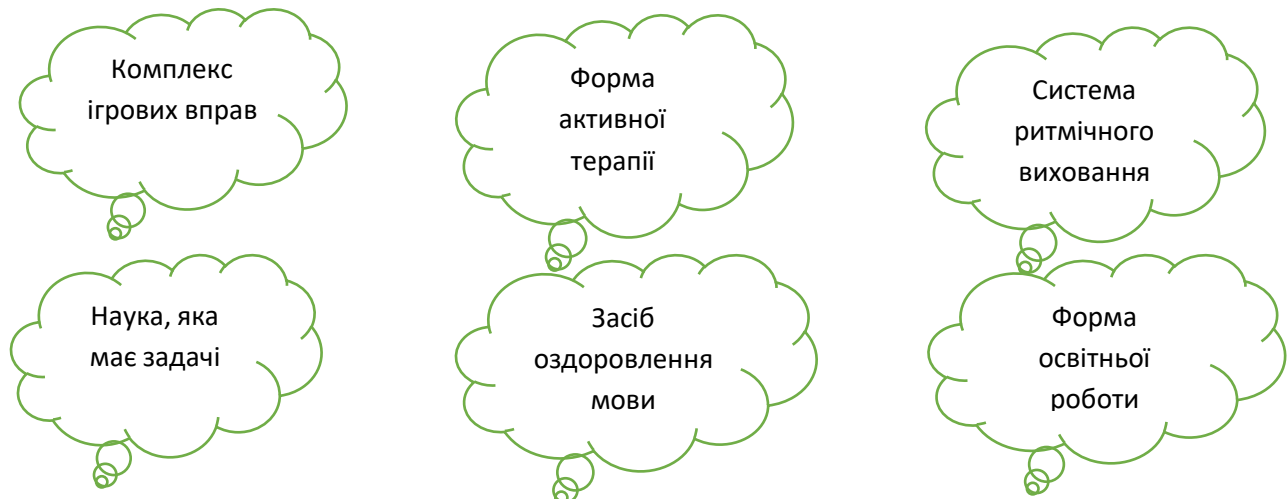 Комплекс
ігрових вправ
Форма
активної
терапії
Система
ритмічного
виховання
Наука, яка
має задачі
Засіб
оздоровлення
мови
Форма
освітньої
роботи